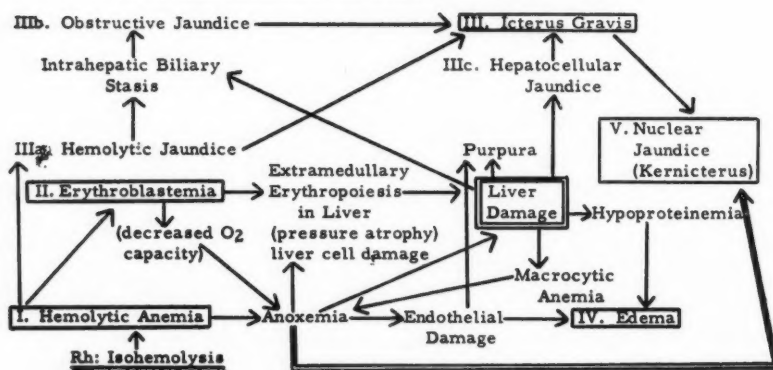 IIIb. Obstructive Jaundice
III. Icterus Gravis
Intrahepatic Biliary
Stasis
IIIc. Hepatocellular
Jaundice
IIIa. Hemolytic Jaundice
Purpura
V. Nuclear
Jaundice
(Kernicterus)
II. Erythroblastemia
Extramedullary
Erythropoiesis
in Liver
(pressure atrophy)
liver cell damage
Liver
Damage
Hypoproteinemia
(decreased O2
capacity)
Macrocytic
Anemia
I. Hemolytic Anemia
Anoxemia
Endothelial
Damage
IV. Edema
Rh: Isohemolysis